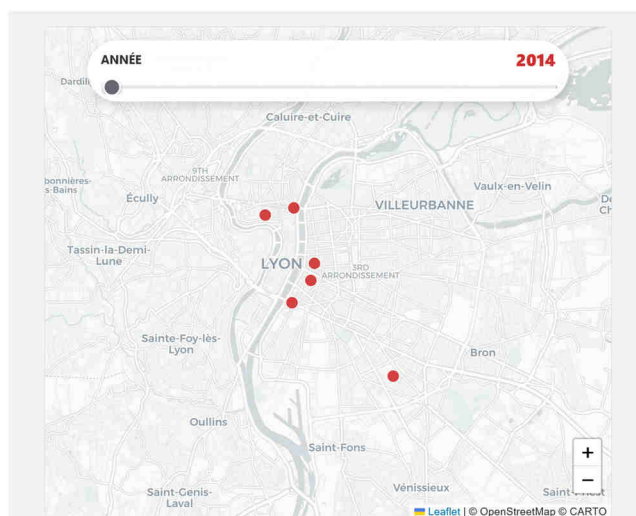 ANNÉE
2014
Dardil
Caluire-et-Cuire
9TH
ARRONDISSEMENT
bonnières-
s-Bains
Écully
Vaulx-en-Velin
VILLEURBANNE
De
Ch
Tassin-la-Demi-
Lune
LYON
3RD
ARRONDISSEMENT
Sainte-Foy-lès-
Lyon
Bron
Oullins
Saint-Fons
+
−
Saint-Genis-
Laval
Vénissieux
Saint-Priest
Leaflet | © OpenStreetMap © CARTO